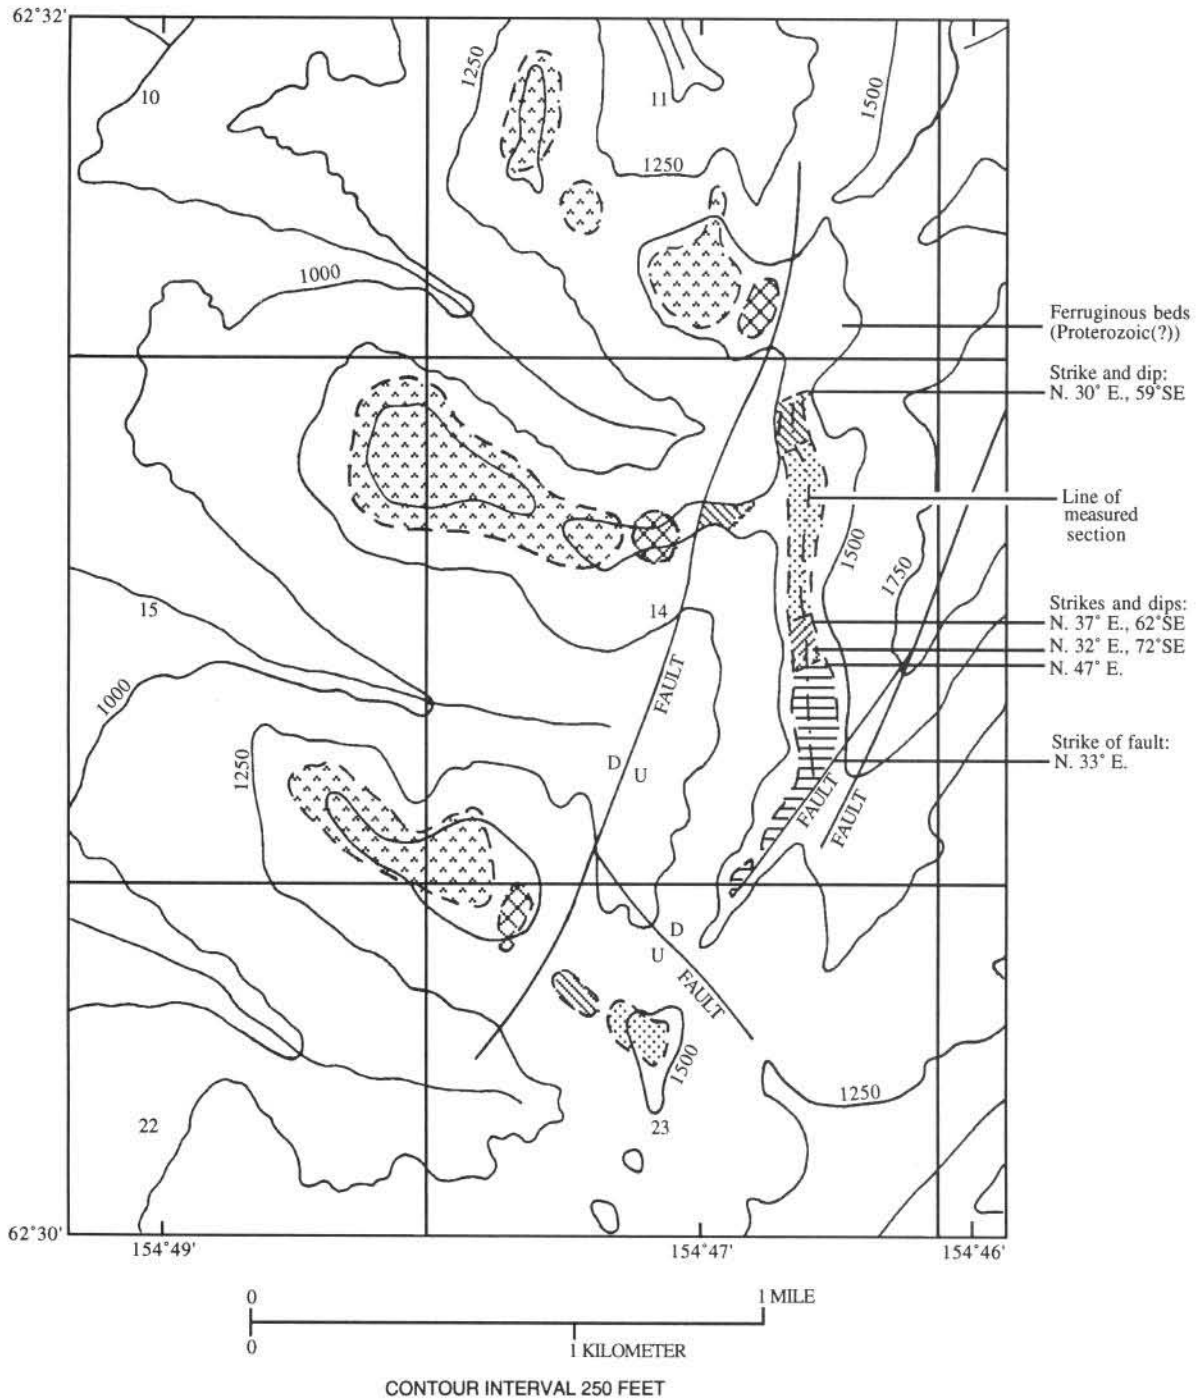 62°32'
1250
10
11
1500
1250
1000
Ferruginous beds
(Proterozoic(?))
Strike and dip:
N. 30° E., 59°SE
Line of
measured
section
1500
1750
15
14
Strikes and dips:
N. 37° E., 62°SE
N. 32° E., 72°SE
N. 47° E.
FAULT
1000
1250
D
U
Strike of fault:
N. 33° E.
FAULT
FAULT
D
U
FAULT
1500
1250
22
23
62°30'
154°49'
154°47'
154°46'
0
1 MILE
0
1 KILOMETER
CONTOUR INTERVAL 250 FEET